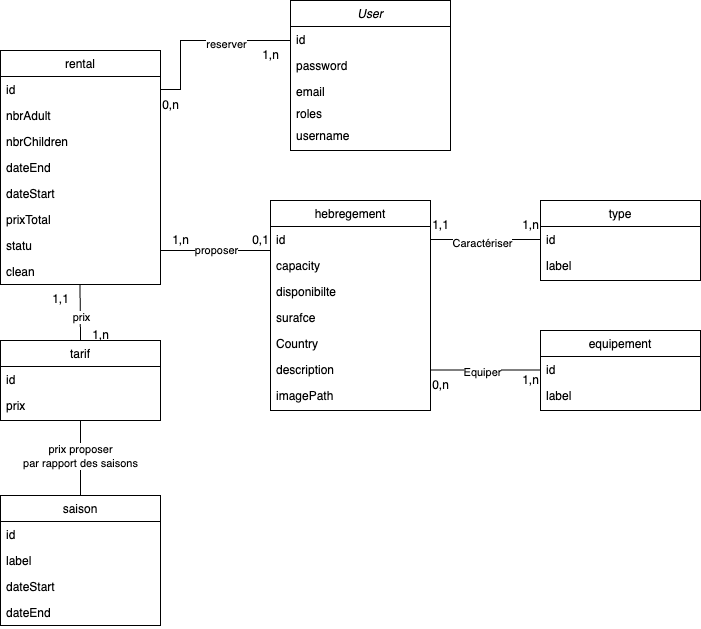 User
id
password
email
roles
username
reserver
1,n
0,n
rental
id
nbrAdult
nbrChildren
dateEnd
dateStart
prixTotal
statu
clean
1,n
proposer
0,1
hebregement
id
capacity
disponibilte
surafce
Country
description
imagePath
1,1
Caractériser
1,n
type
id
label
0,n
Equiper
1,n
equipement
id
label
1,1
prix
1,n
tarif
id
prix
prix proposer
par rapport des saisons
saison
id
label
dateStart
dateEnd